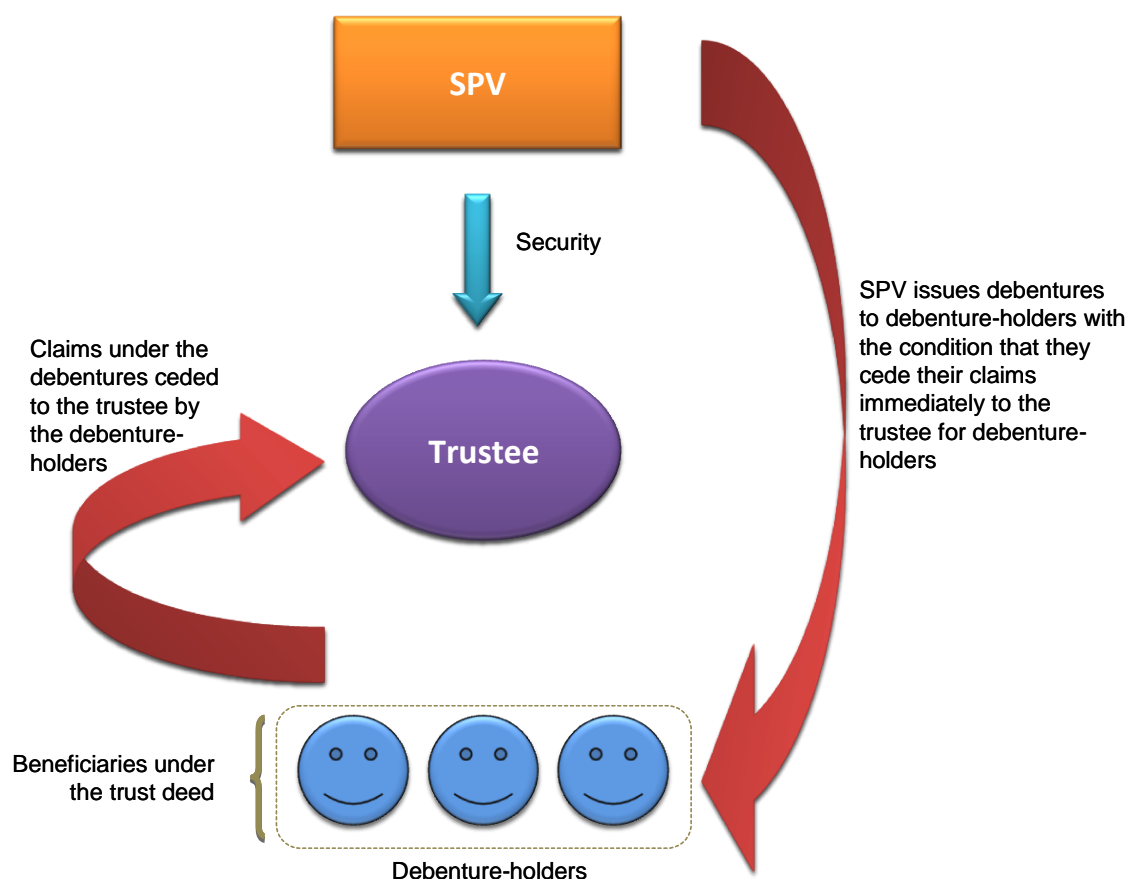 SPV
Security
SPV issues debentures
to debenture-holders with
the condition that they
cede their claims
immediately to the
trustee for debenture-
holders
Claims under the
debentures ceded
to the trustee by
the debenture-
holders
Trustee
Beneficiaries under
the trust deed
Debenture-holders